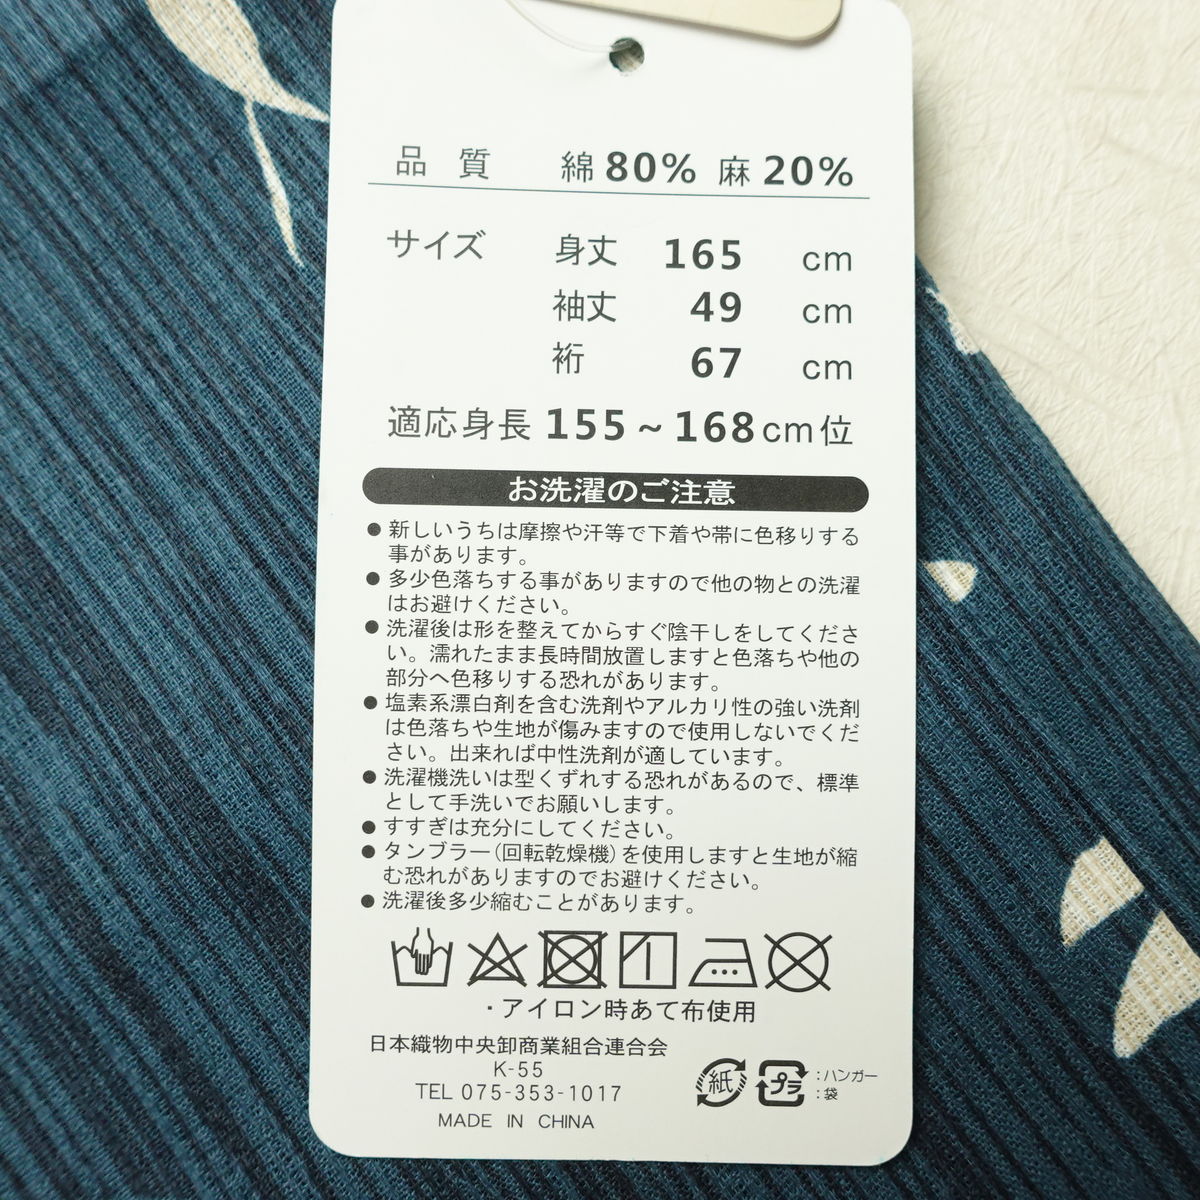 品 質 綿 80% 麻 20%
サイズ 身丈 165 cm
袖丈 49 cm
裄 67 cm
適応身長 155～168cm位
お洗濯のご注意
●新しいうちは摩擦や汗等で下着や帯に色移りする
事があります。
●多少色落ちする事がありますので他の物との洗濯
はお避けください。
●洗濯後は形を整えてからすぐ陰干しをしてくださ
い。濡れたまま長時間放置しますと色落ちや他の
部分へ色移りする恐れがあります。
●塩素系漂白剤を含む洗剤やアルカリ性の強い洗剤
は色落ちや生地が傷みますので使用しないでくだ
さい。出来れば中性洗剤が適しています。
●洗濯機洗いは型くずれする恐れがあるので、標準
として手洗いでお願いします。
●すすぎは充分にしてください。
●タンブラー(回転乾燥機)を使用しますと生地が縮
む恐れがありますのでお避けください。
●洗濯後多少縮むことがあります。
・アイロン時あて布使用
日本織物中央卸商業組合連合会
K-55
TEL 075-353-1017
MADE IN CHINA
紙 プラ :ハンガー
:袋